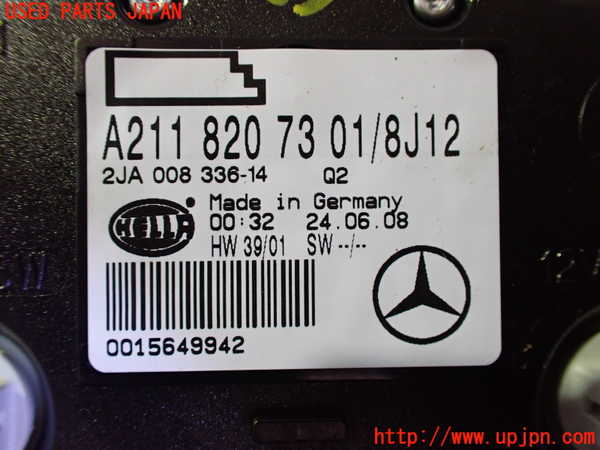 USED PARTS JAPAN
A211 820 73 01/8J12
2JA 008 336-14 Q2
HELLA
Made in Germany
00:32 24.06.08
HW 39/01 SW --/--
0015649942
12
http://www.upjpn.com/